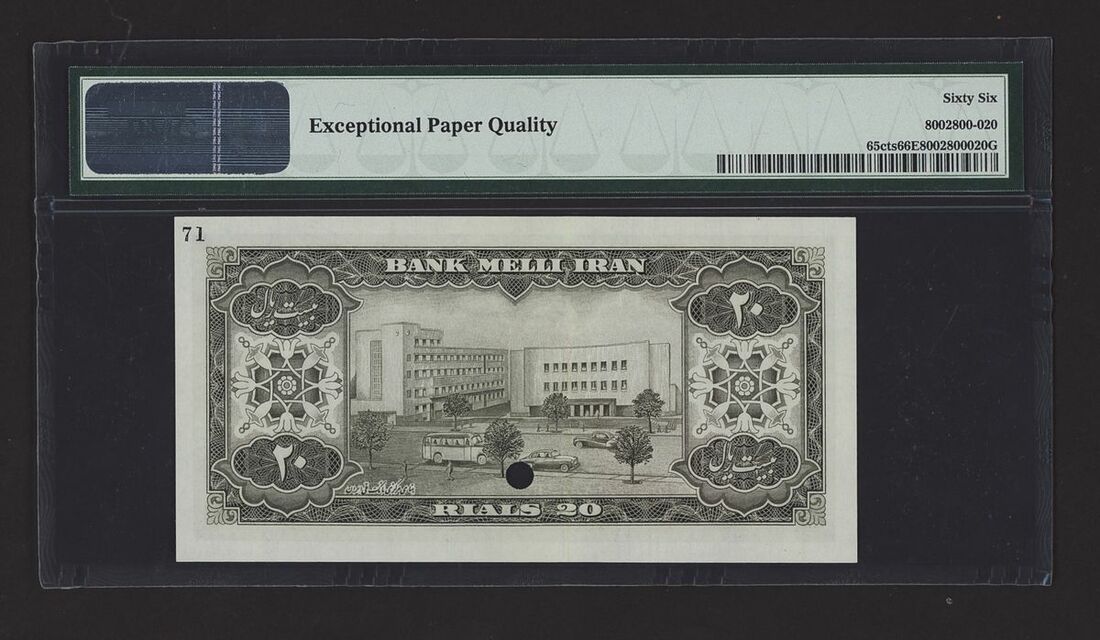 Exceptional Paper Quality
Sixty Six
8002800-020
65cts66E8002800020G
71
BANK MELLI IRAN
بیست ریال
۲۰
۲۰
بیست ریال
RIALS 20